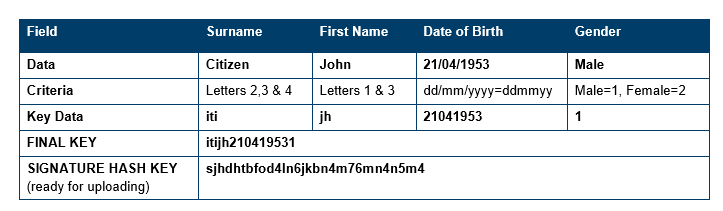 Field Surname First Name Date of Birth Gender
Data Citizen John 21/04/1953 Male
Criteria Letters 2,3 & 4 Letters 1 & 3 dd/mm/yyyy=ddmmyy Male=1, Female=2
Key Data iti jh 21041953 1
FINAL KEY itijh210419531
SIGNATURE HASH KEY sjhdhtbfod4ln6jkbn4m76mn4n5m4
(ready for uploading)